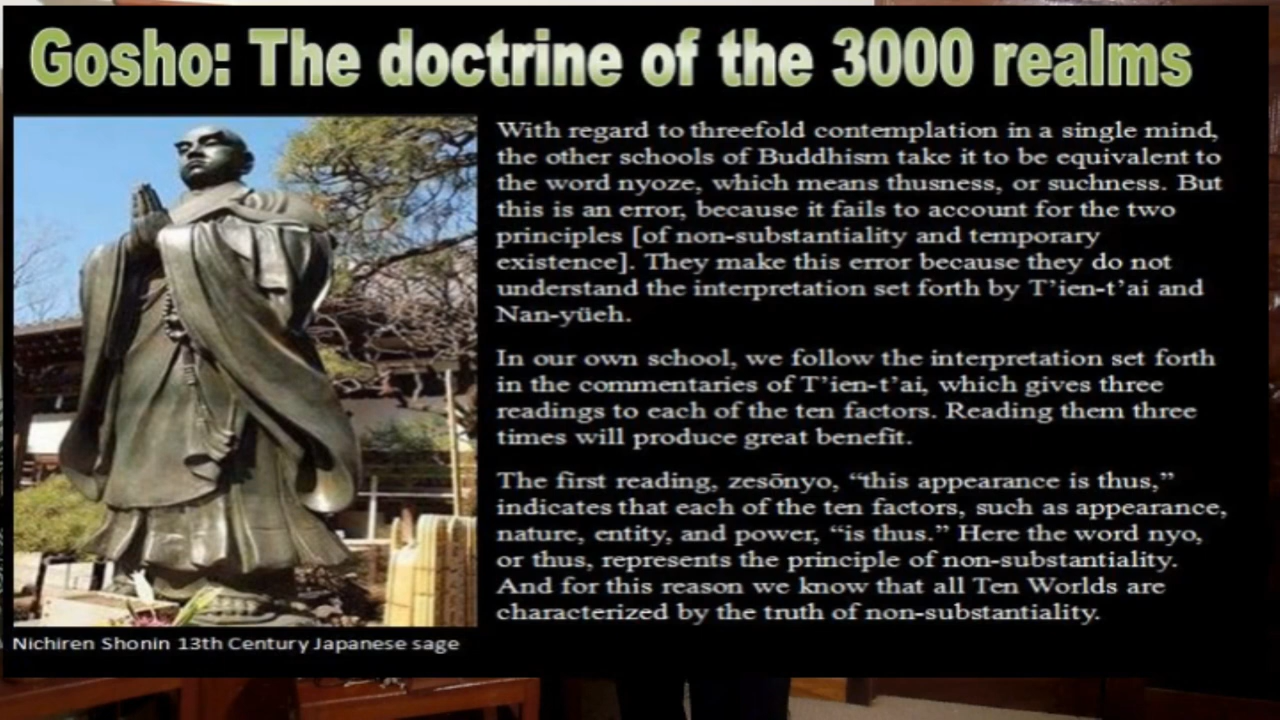 Gosho: The doctrine of the 3000 realms
With regard to threefold contemplation in a single mind,
the other schools of Buddhism take it to be equivalent to
the word nyoze, which means thusness, or suchness. But
this is an error, because it fails to account for the two
principles [of non-substantiality and temporary
existence]. They make this error because they do not
understand the interpretation set forth by T’ien-t’ai and
Nan-yüeh.
In our own school, we follow the interpretation set forth
in the commentaries of T’ien-t’ai, which gives three
readings to each of the ten factors. Reading them three
times will produce great benefit.
The first reading, zesōnyo, “this appearance is thus,”
indicates that each of the ten factors, such as appearance,
nature, entity, and power, “is thus.” Here the word nyo,
or thus, represents the principle of non-substantiality.
And for this reason we know that all Ten Worlds are
characterized by the truth of non-substantiality.
Nichiren Shonin 13th Century Japanese sage